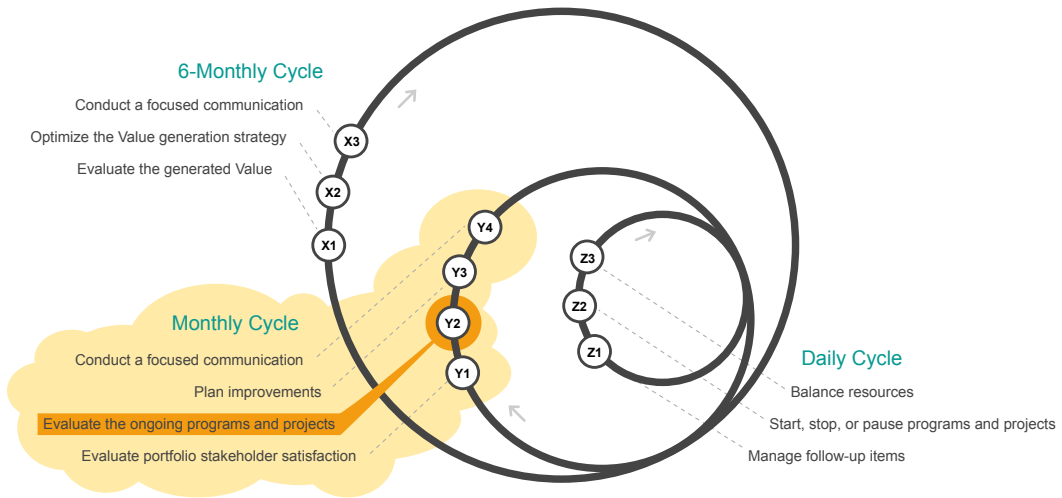 6-Monthly Cycle
Conduct a focused communication
Optimize the Value generation strategy
Evaluate the generated Value
X3
X2
X1
Monthly Cycle
Conduct a focused communication
Plan improvements
Evaluate the ongoing programs and projects
Evaluate portfolio stakeholder satisfaction
Y4
Y3
Y2
Y1
Z3
Z2
Z1
Daily Cycle
Balance resources
Start, stop, or pause programs and projects
Manage follow-up items